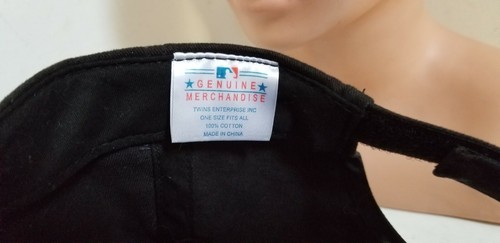 GENUINE
MERCHANDISE
TWINS ENTERPRISE INC
ONE SIZE FITS ALL
100% COTTON
MADE IN CHINA